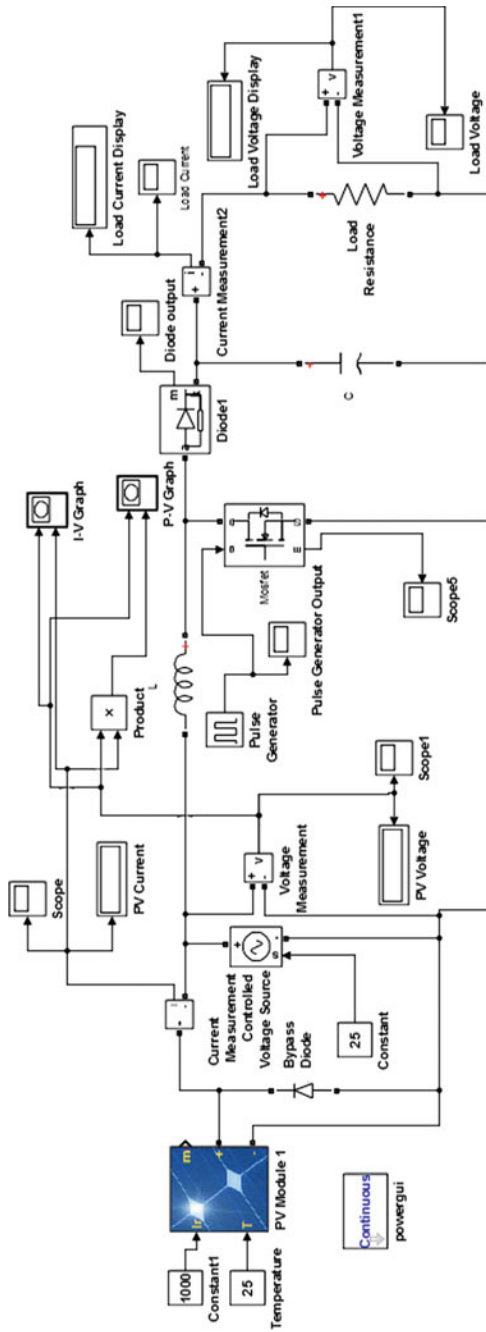 1000
Constant1
25
Temperature
Ir
T
m
+
-
PV Module 1
Continuous
powergui
Scope
PV Current
i
Current
Measurement
Controlled
Voltage Source
s
+
-
Bypass
Diode
25
Constant
+
-
v
Voltage
Measurement
PV Voltage
Scope1
I-V Graph
P-V Graph
×
Product
L
+
Pulse
Generator
Pulse Generator Output
g
D
S
m
Mosfet
Scope5
a
m
Diode1
Diode output
+
-
i
Current Measurement2
Load Current Display
Load Current
+
C
+
Load
Resistance
Load Voltage Display
+
-
v
Voltage Measurement1
Load Voltage